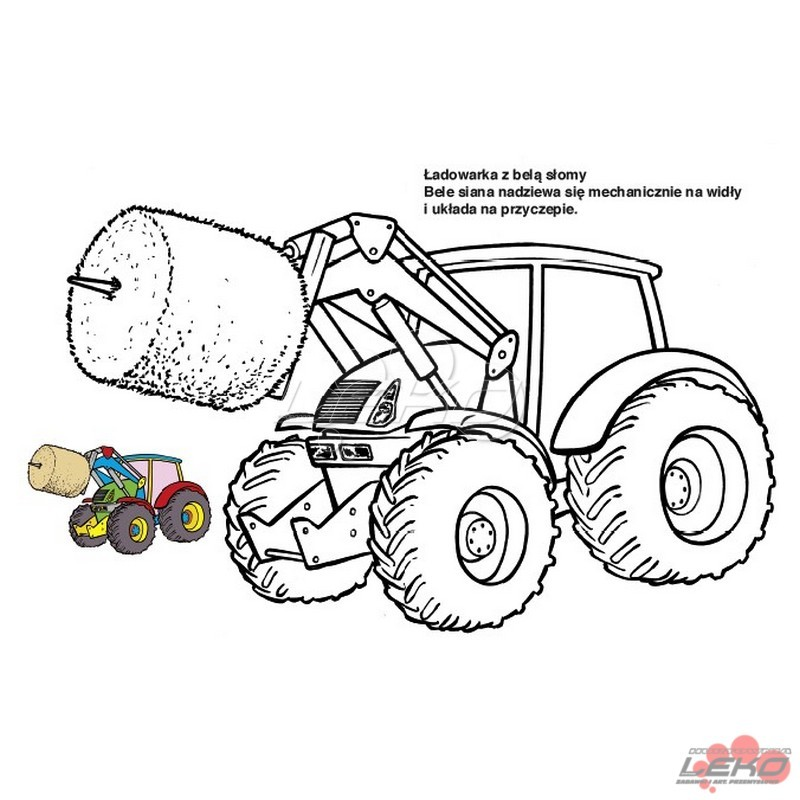 Ładowarka z belą słomy
Bele siana nadziewa się mechanicznie na widły
i układa na przyczepie.
LEKO